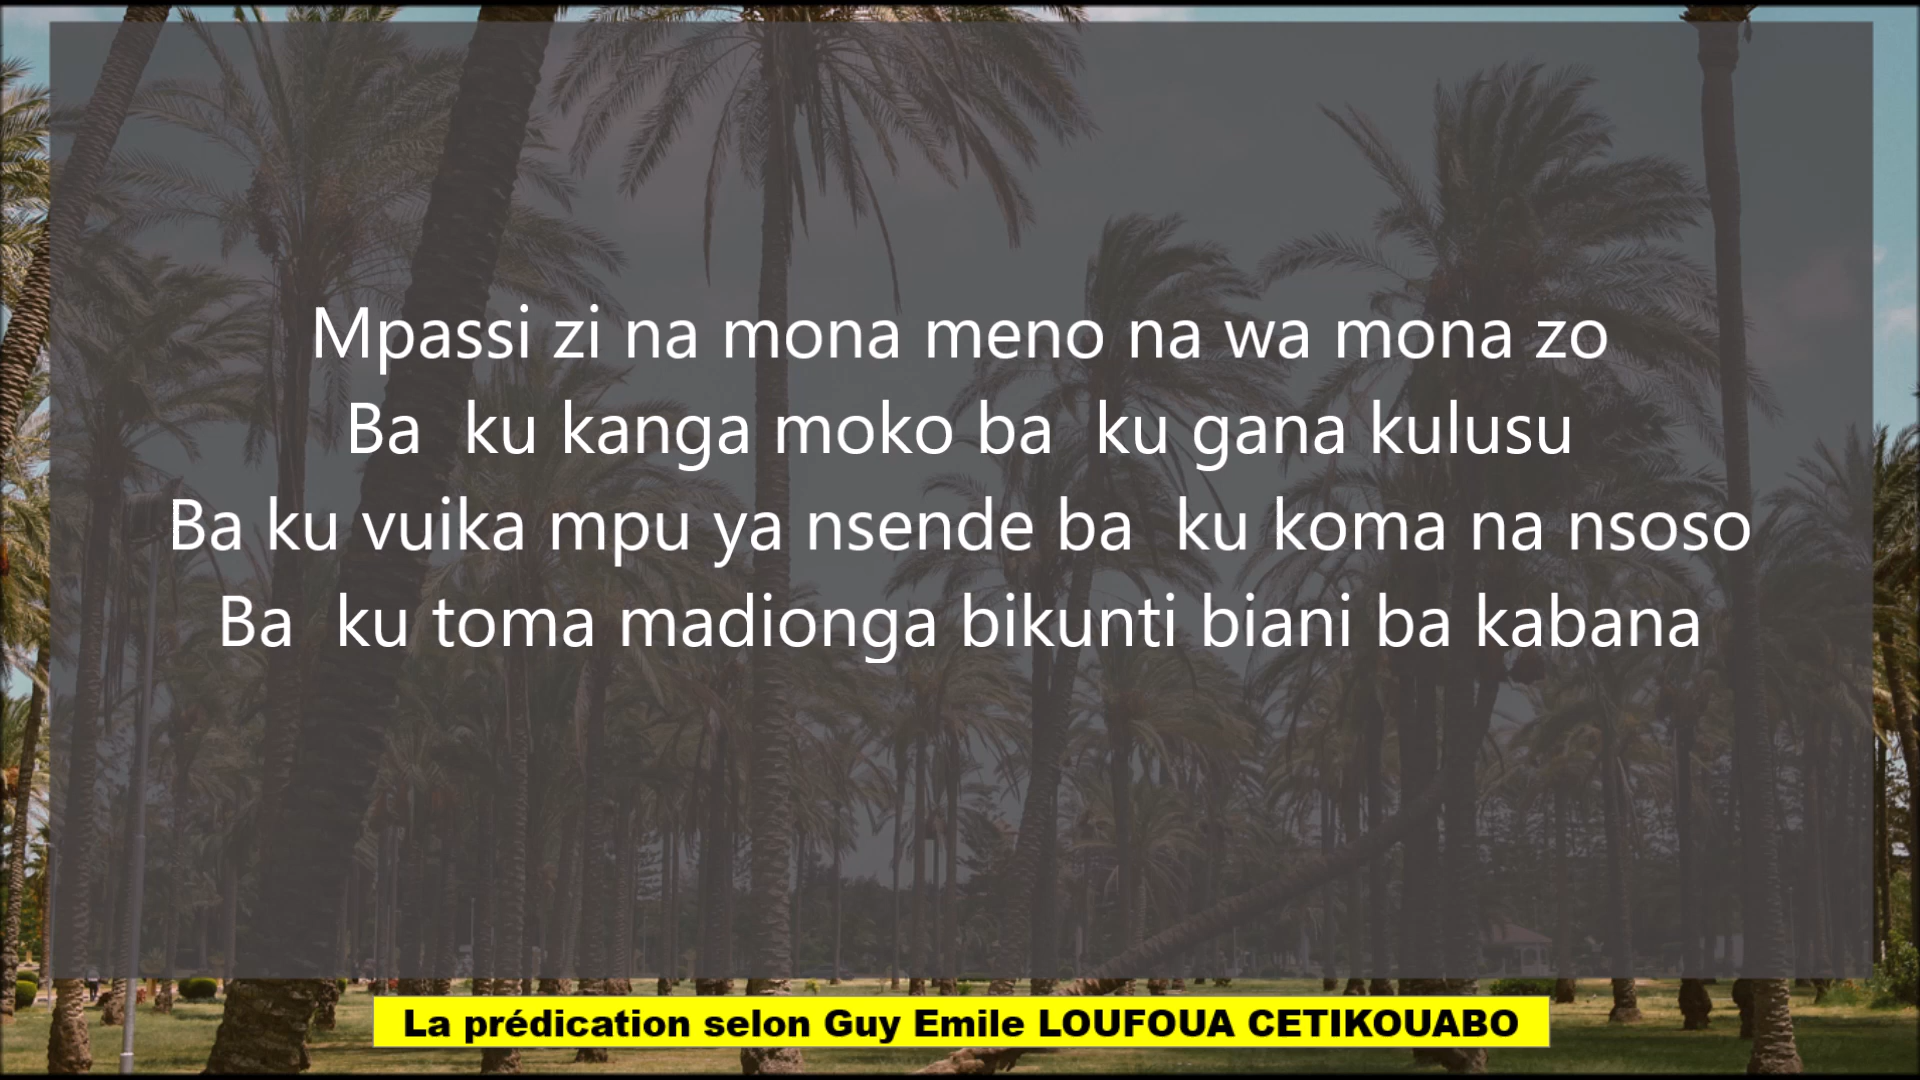 Mpassi zi na mona meno na wa mona zo
Ba  ku kanga moko ba  ku gana kulusu
Ba ku vuika mpu ya nsende ba  ku koma na nsoso
Ba  ku toma madionga bikunti biani ba kabana
La prédication selon Guy Emile LOUFOUA CETIKOUABO